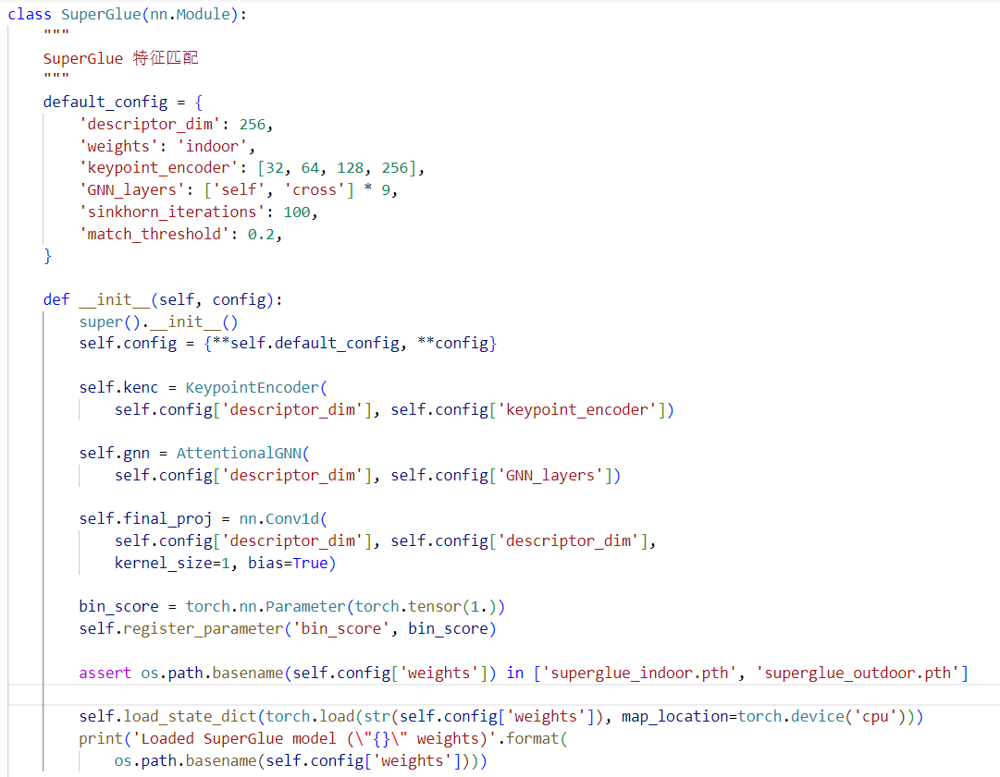 class SuperGlue(nn.Module):
    """
    SuperGlue 特征匹配
    """
    default_config = {
        'descriptor_dim': 256,
        'weights': 'indoor',
        'keypoint_encoder': [32, 64, 128, 256],
        'GNN_layers': ['self', 'cross'] * 9,
        'sinkhorn_iterations': 100,
        'match_threshold': 0.2,
    }

    def __init__(self, config):
        super().__init__()
        self.config = {**self.default_config, **config}

        self.kenc = KeypointEncoder(
            self.config['descriptor_dim'], self.config['keypoint_encoder'])

        self.gnn = AttentionalGNN(
            self.config['descriptor_dim'], self.config['GNN_layers'])

        self.final_proj = nn.Conv1d(
            self.config['descriptor_dim'], self.config['descriptor_dim'],
            kernel_size=1, bias=True)

        bin_score = torch.nn.Parameter(torch.tensor(1.))
        self.register_parameter('bin_score', bin_score)

        assert os.path.basename(self.config['weights']) in ['superglue_indoor.pth', 'superglue_outdoor.pth']

        self.load_state_dict(torch.load(str(self.config['weights']), map_location=torch.device('cpu')))
        print('Loaded SuperGlue model (\"{}\" weights)'.format(
            os.path.basename(self.config['weights'])))